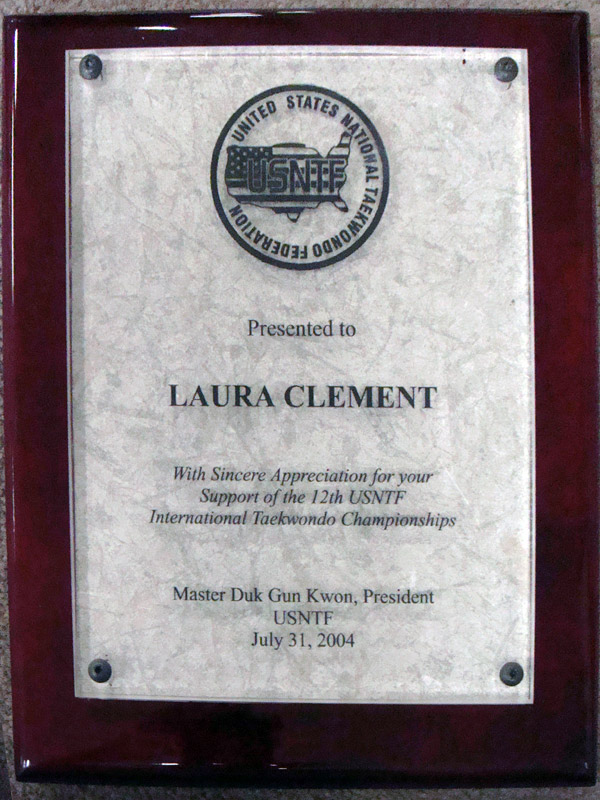 UNITED STATES NATIONAL TAEKWONDO FEDERATION
USNTF
Presented to
LAURA CLEMENT
With Sincere Appreciation for your
Support of the 12th USNTF
International Taekwondo Championships
Master Duk Gun Kwon, President
USNTF
July 31, 2004